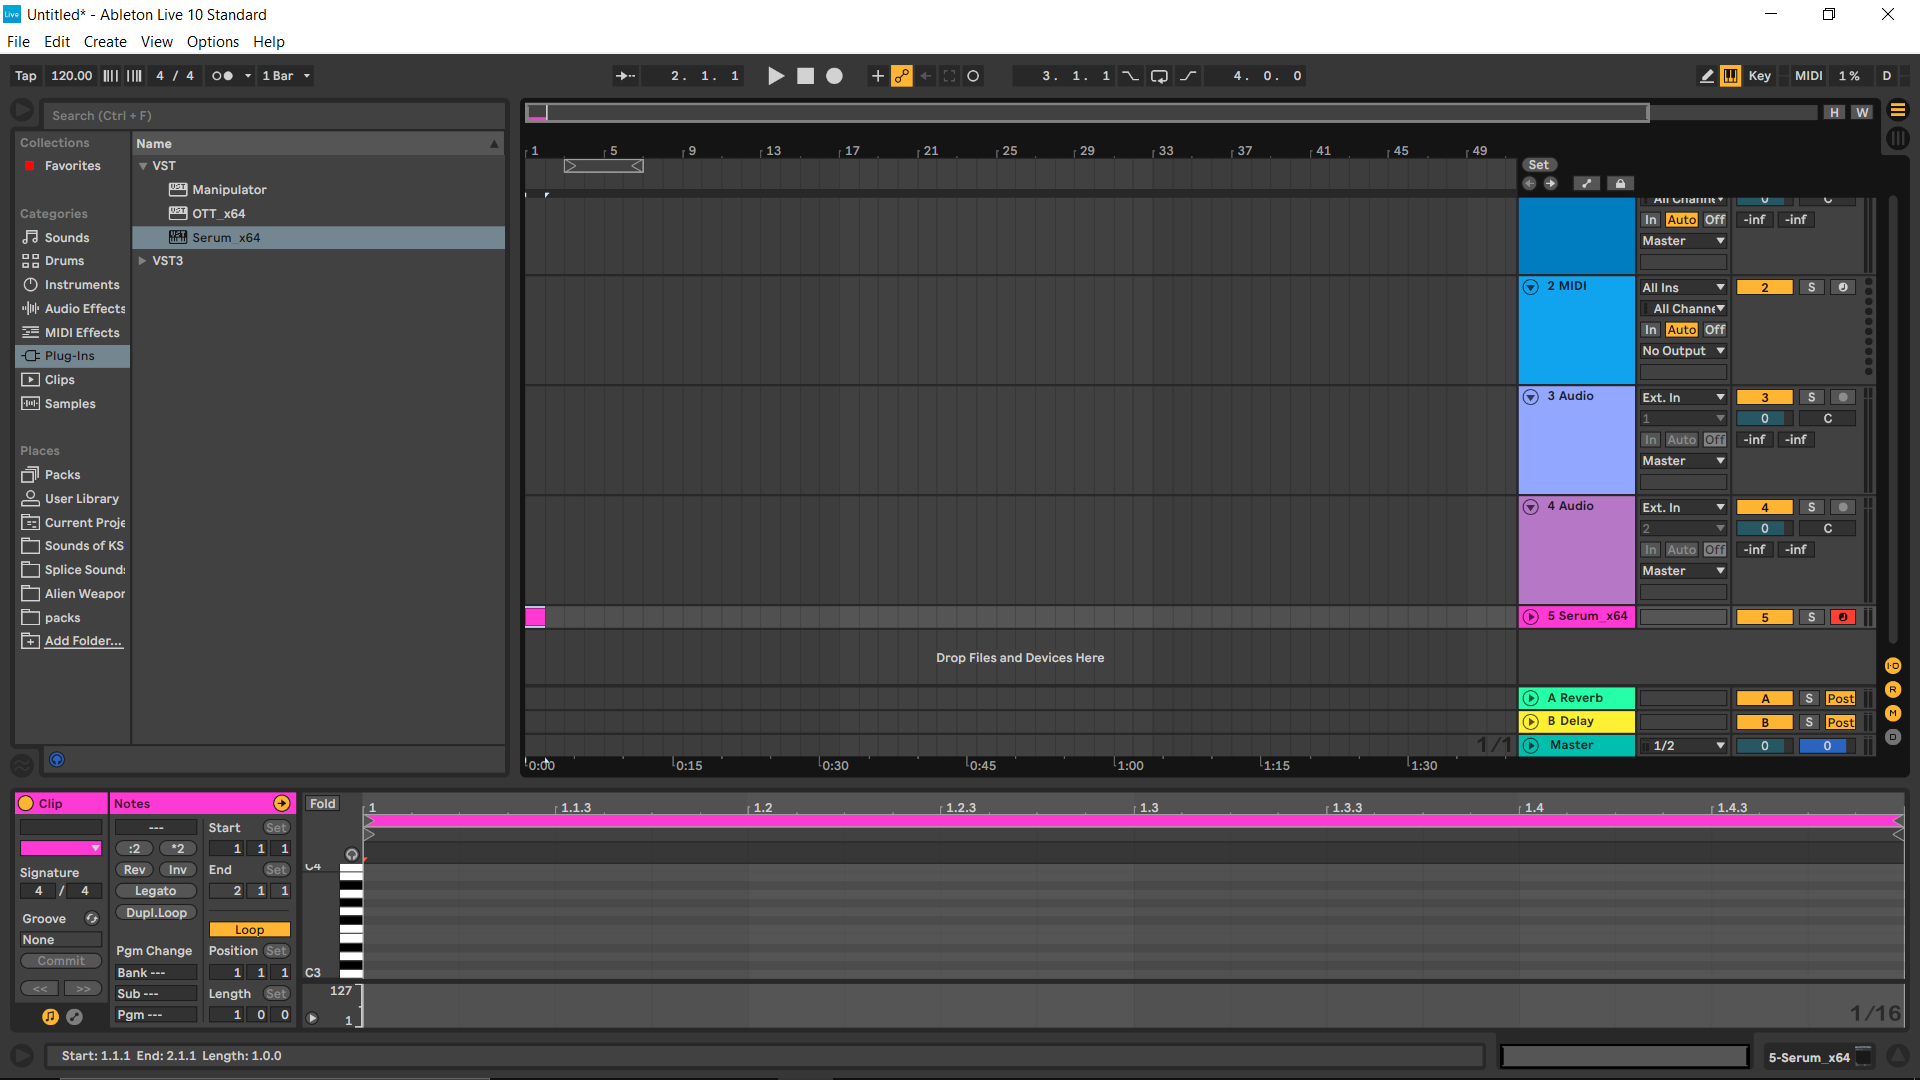 Untitled* - Ableton Live 10 Standard
File Edit Create View Options Help
Tap 120.00 4 / 4 1 Bar 2. 1. 1 3. 1. 1 4. 0. 0 Key MIDI 1 % D
Search (Ctrl + F)
H W
Collections
Favorites
Categories
Sounds
Drums
Instruments
Audio Effects
MIDI Effects
Plug-Ins
Clips
Samples
Places
Packs
User Library
Current Proje
Sounds of KS
Splice Sounds
Alien Weapor
packs
Add Folder...
Name
VST
Manipulator
OTT_x64
Serum_x64
VST3
1 5 9 13 17 21 25 29 33 37 41 45 49
Set
All Channe 0 C
In Auto Off -inf -inf
Master
2 MIDI All Ins 2 S
All Channe
In Auto Off
No Output
3 Audio Ext. In 3 S
1 0 C
In Auto Off -inf -inf
Master
4 Audio Ext. In 4 S
2 0 C
In Auto Off -inf -inf
Master
5 Serum_x64 5 S
Drop Files and Devices Here
A Reverb A S Post
B Delay B S Post
1/1 Master 1/2 0 0
I·O
R
M
D
0:00 0:15 0:30 0:45 1:00 1:15 1:30
Clip
Signature
4 / 4
Groove
None
Commit
<< >>
Notes
---
:2 *2
Rev Inv
Legato
Dupl.Loop
Pgm Change
Bank ---
Sub ---
Pgm ---
Start Set
1 1 1
End Set
2 1 1
Loop
Position Set
1 1 1
Length Set
1 0 0
Fold
1 1.1.3 1.2 1.2.3 1.3 1.3.3 1.4 1.4.3
C4
C3
127
1
1/16
Start: 1.1.1 End: 2.1.1 Length: 1.0.0
5-Serum_x64